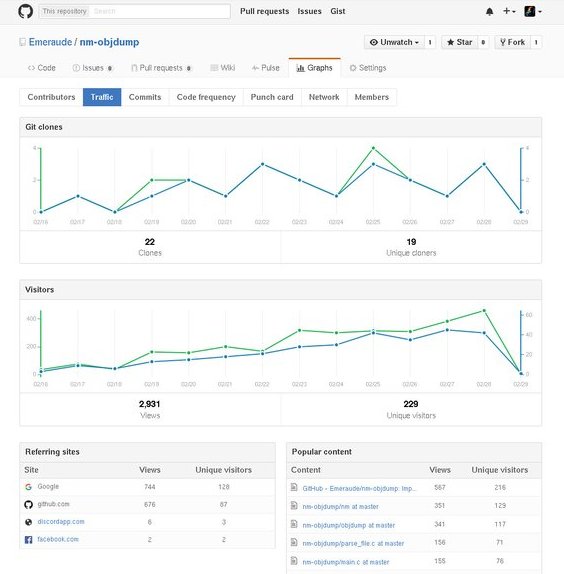 This repository Search Pull requests Issues Gist
Emeraude / nm-objdump Unwatch 1 Star 0 Fork 1
Code Issues 0 Pull requests 0 Wiki Pulse Graphs Settings
Contributors Traffic Commits Code frequency Punch card Network Members
Git clones
4 4
2 2
0 0
02/16 02/17 02/18 02/19 02/20 02/21 02/22 02/23 02/24 02/25 02/26 02/27 02/28 02/29
22 19
Clones Unique cloners
Visitors
60
400
40
200
20
0 0
02/16 02/17 02/18 02/19 02/20 02/21 02/22 02/23 02/24 02/25 02/26 02/27 02/28 02/29
2,931 229
Views Unique visitors
Referring sites
Site Views Unique visitors
Google 744 128
github.com 676 87
discordapp.com 6 3
facebook.com 2 2
Popular content
Content Views Unique visitors
GitHub - Emeraude/nm-objdump: Imp... 567 216
nm-objdump/nm at master 351 129
nm-objdump/objdump at master 341 117
nm-objdump/parse_file.c at master 156 71
nm-objdump/main.c at master 155 76